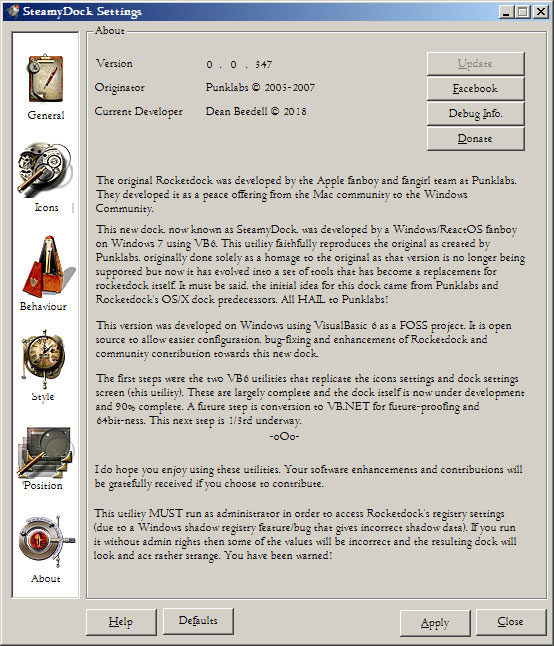 SteamyDock Settings
About
General
Icons
Behaviour
Style
Position
About
Version 0 . 0 . 347
Originator Punklabs © 2005-2007
Current Developer Dean Beedell © 2018
Update
Facebook
Debug Info.
Donate
The original Rocketdock was developed by the Apple fanboy and fangirl team at Punklabs.
They developed it as a peace offering from the Mac community to the Windows
Community.
This new dock, now known as SteamyDock, was developed by a Windows/ReactOS fanboy
on Windows 7 using VB6. This utility faithfully reproduces the original as created by
Punklabs, originally done solely as a homage to the original as that version is no longer being
supported but now it has evolved into a set of tools that has become a replacement for
rocketdock itself. It must be said, the initial idea for this dock came from Punklabs and
Rocketdock's OS/X dock predecessors. All HAIL to Punklabs!
This version was developed on Windows using VisualBasic 6 as a FOSS project. It is open
source to allow easier configuration, bug-fixing and enhancement of Rocketdock and
community contribution towards this new dock.
The first steps were the two VB6 utilities that replicate the icons settings and dock settings
screen (this utility). These are largely complete and the dock itself is now under development
and 90% complete. A future step is conversion to VB.NET for future-proofing and
64bit-ness. This next step is 1/3rd underway.
-oOo-
I do hope you enjoy using these utilities. Your software enhancements and contributions will
be gratefully received if you choose to contribute.
This utility MUST run as administrator in order to access Rocketdock's registry settings
(due to a Windows shadow registry feature/bug that gives incorrect shadow data). If you run
it without admin rights then some of the values will be incorrect and the resulting dock will
look and act rather strange. You have been warned!
Help
Defaults
Apply
Close